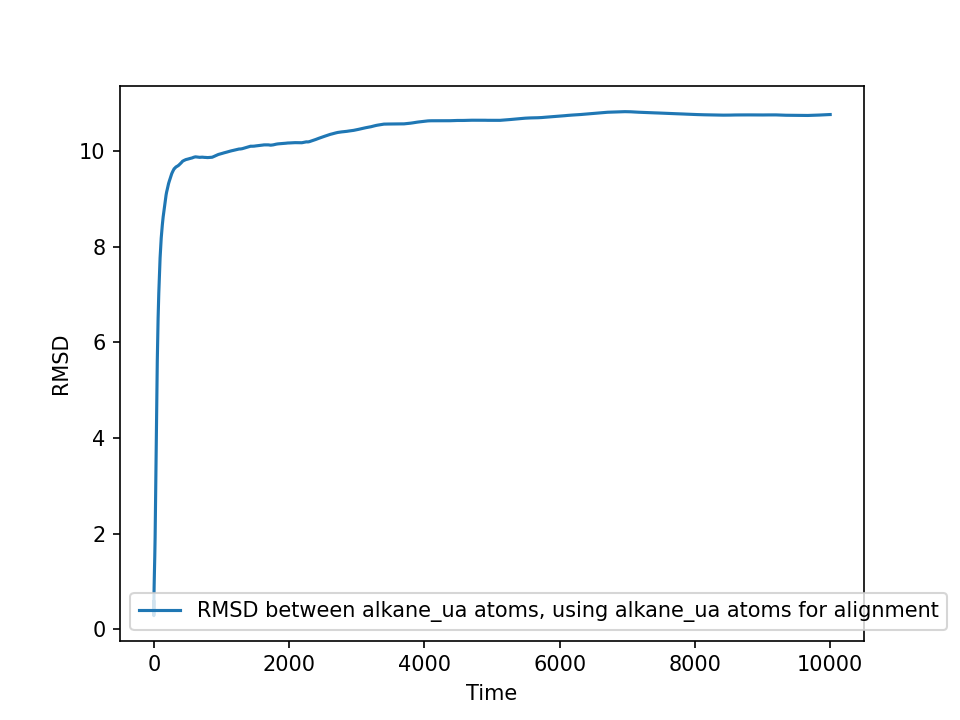 10
8
6
4
2
0
RMSD
RMSD between alkane_ua atoms, using alkane_ua atoms for alignment
0 2000 4000 6000 8000 10000
Time